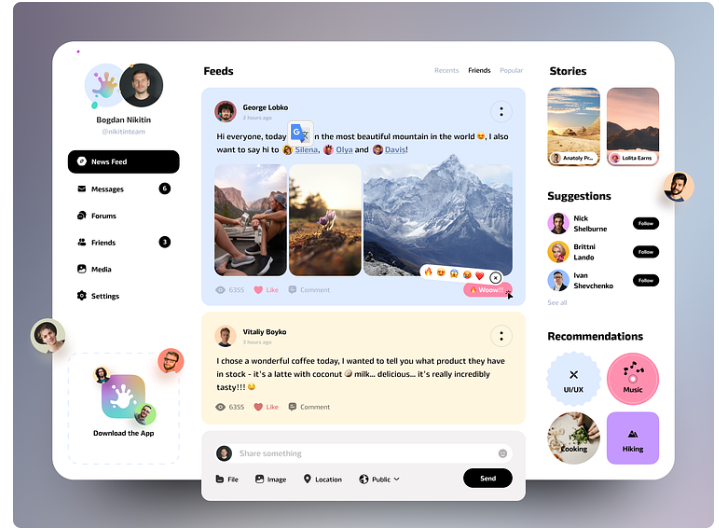 Bogdan Nikitin
@nikitinteam
News Feed
Messages 6
Forums
Friends 3
Media
Settings
Download the App
Feeds
Recents Friends Popular
George Lobko
2 hours ago
Hi everyone, today n the most beautiful mountain in the world 😍, I also
want to say hi to Silena, Olya and Davis!
6355 Like Comment
🔥 Woow!!!
Vitaliy Boyko
3 hours ago
I chose a wonderful coffee today, I wanted to tell you what product they have
in stock - it's a latte with coconut 🥥 milk... delicious... it's really incredibly
tasty!!! 😊
6355 Like Comment
Share something
File Image Location Public
Send
Stories
Anatoly Pr... Lolita Earns
Suggestions
Nick
Shelburne
Follow
Brittni
Lando
Follow
Ivan
Shevchenko
Follow
See all
Recommendations
UI/UX
Music
Cooking
Hiking